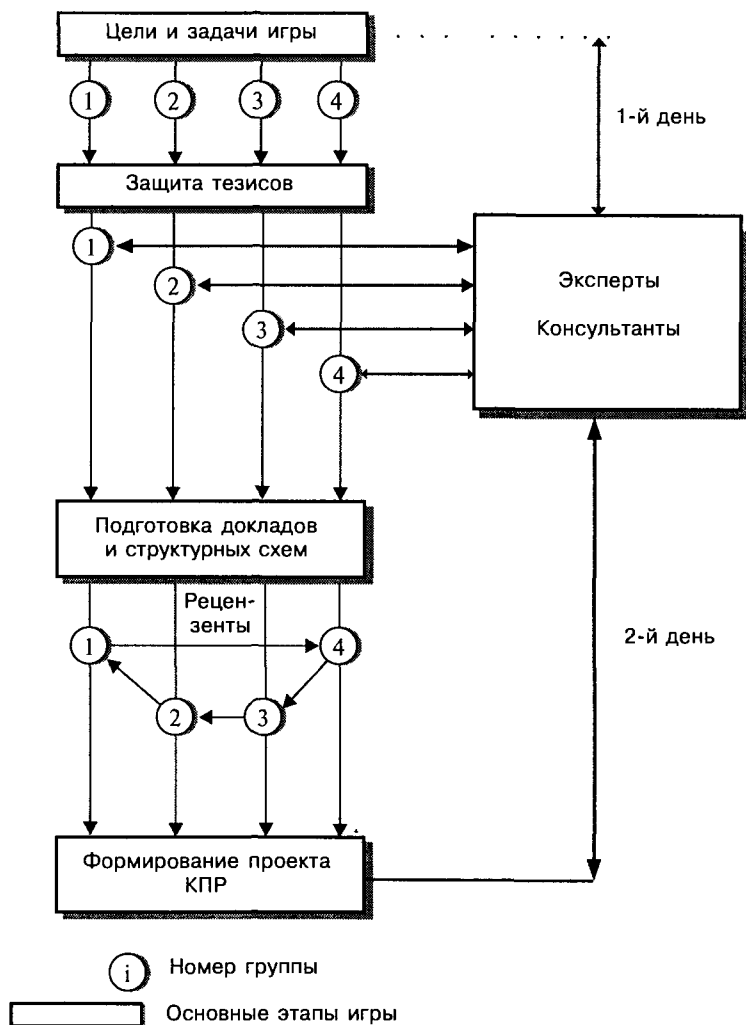 Цели и задачи игры
1 2 3 4
1-й день
Защита тезисов
1
2
3
4
Эксперты
Консультанты
Подготовка докладов
и структурных схем
Рецен-
зенты
1 4
2 3
2-й день
Формирование проекта
КПР
i Номер группы
Основные этапы игры